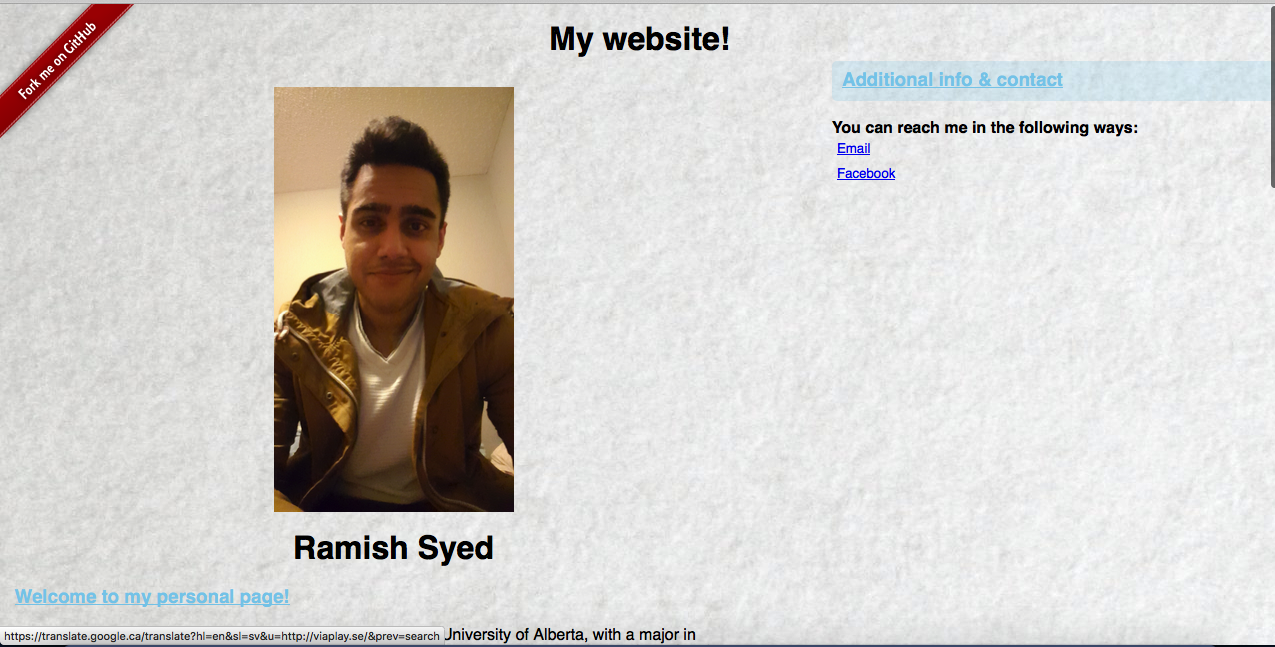 Fork me on GitHub
My website!
Additional info & contact
You can reach me in the following ways:
Email
Facebook
Ramish Syed
Welcome to my personal page!
University of Alberta, with a major in
https://translate.google.ca/translate?hl=en&sl=sv&u=http://viaplay.se/&prev=search